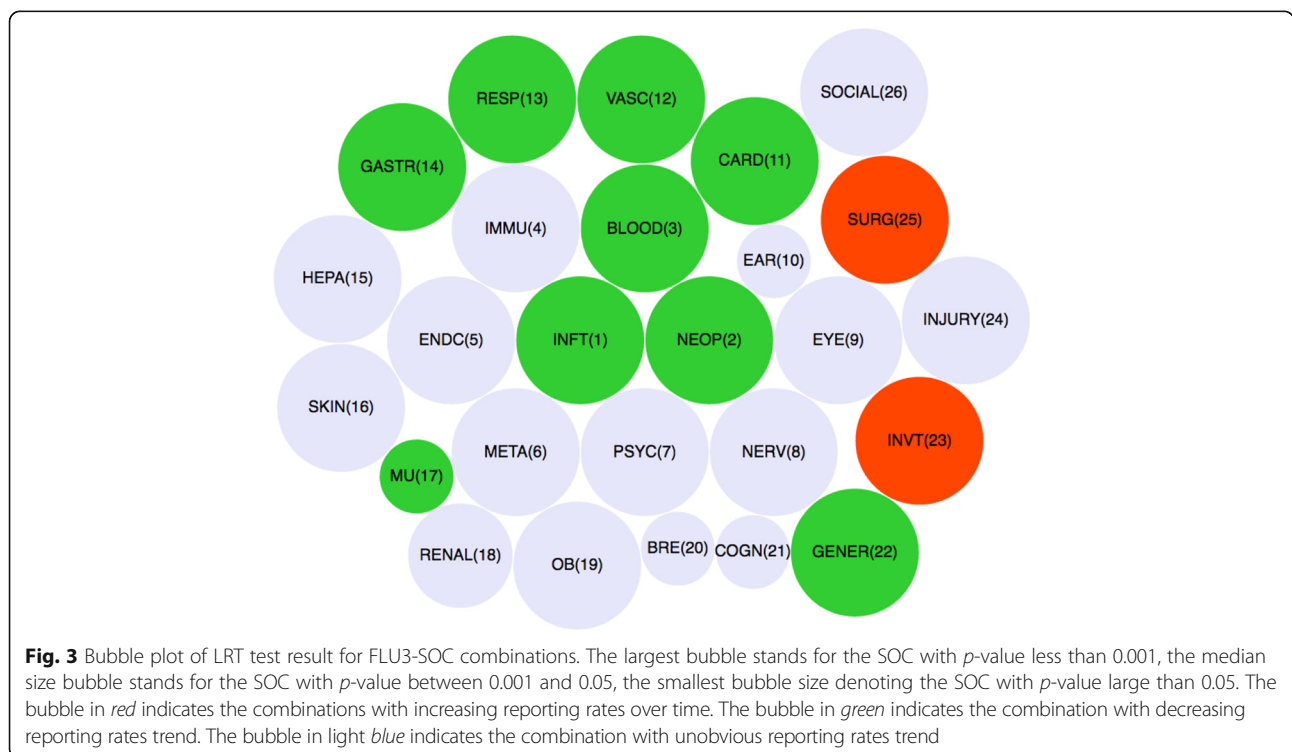 SOCIAL(26)
RESP(13)
VASC(12)
CARD(11)
GASTR(14)
SURG(25)
IMMU(4)
BLOOD(3)
EAR(10)
HEPA(15)
INJURY(24)
ENDC(5)
INFT(1)
NEOP(2)
EYE(9)
SKIN(16)
INVT(23)
META(6)
PSYC(7)
NERV(8)
MU(17)
RENAL(18)
OB(19)
BRE(20)
COGN(21)
GENER(22)
Fig. 3 Bubble plot of LRT test result for FLU3-SOC combinations. The largest bubble stands for the SOC with p-value less than 0.001, the median
size bubble stands for the SOC with p-value between 0.001 and 0.05, the smallest bubble size denoting the SOC with p-value large than 0.05. The
bubble in red indicates the combinations with increasing reporting rates over time. The bubble in green indicates the combination with decreasing
reporting rates trend. The bubble in light blue indicates the combination with unobvious reporting rates trend